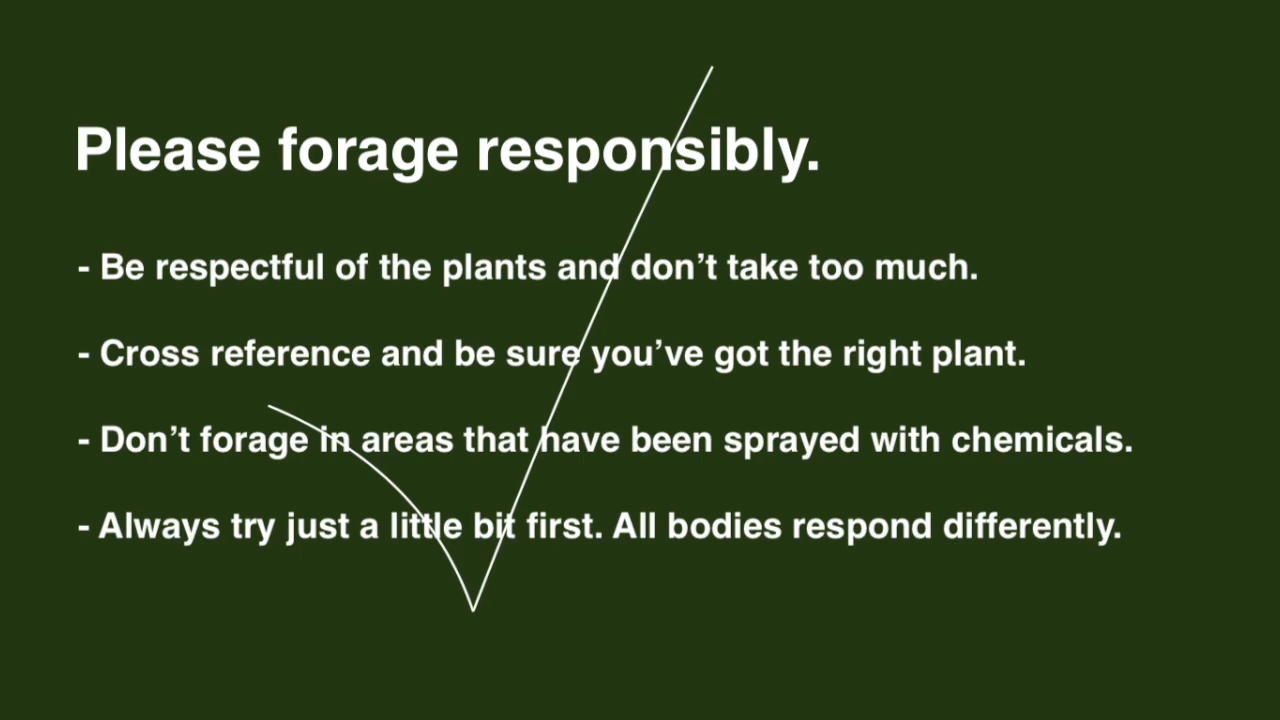 Please forage responsibly.
- Be respectful of the plants and don’t take too much.
- Cross reference and be sure you’ve got the right plant.
- Don’t forage in areas that have been sprayed with chemicals.
- Always try just a little bit first. All bodies respond differently.